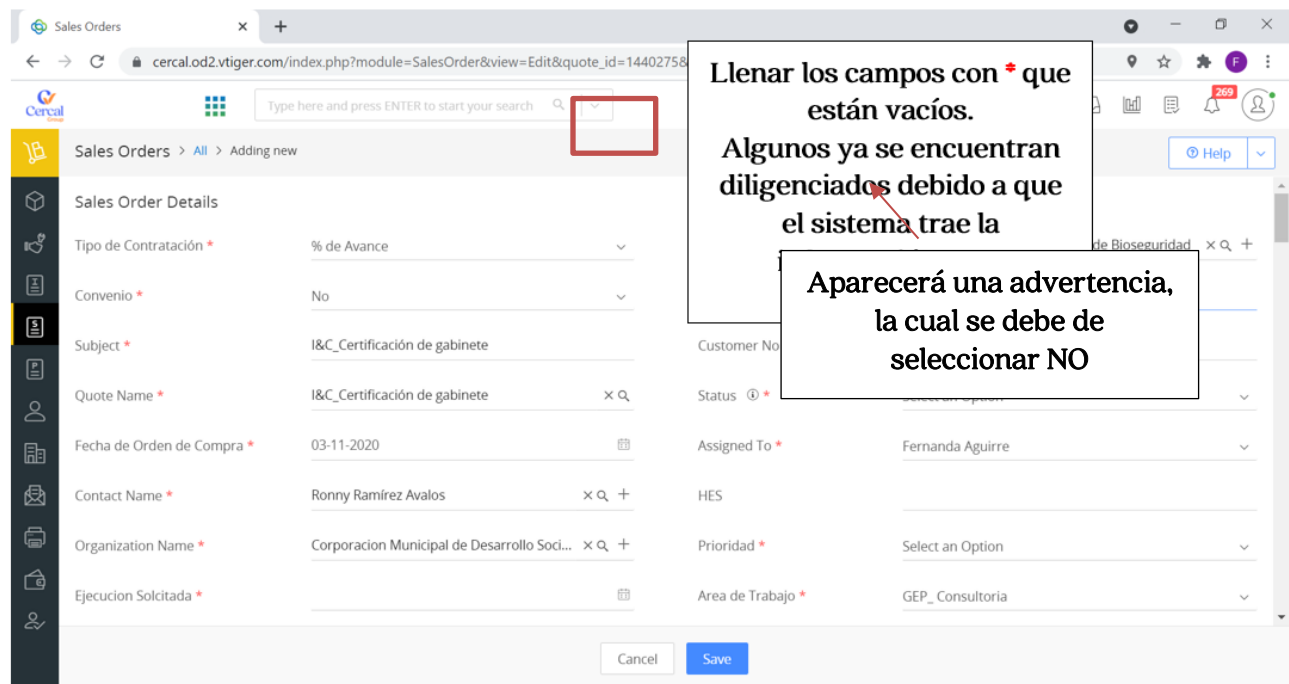 Sales Orders
cercal.od2.vtiger.com/index.php?module=SalesOrder&view=Edit&quote_id=1440275&
F
Cercal
Group
Type here and press ENTER to start your search
269
Llenar los campos con * que
están vacíos.
Algunos ya se encuentran
diligenciados debido a que
el sistema trae la
Aparecerá una advertencia,
la cual se debe de
seleccionar NO
Sales Orders > All > Adding new
Help
Sales Order Details
Tipo de Contratación * % de Avance
de Bioseguridad
Convenio * No
Subject * I&C_Certificación de gabinete
Customer No
Quote Name * I&C_Certificación de gabinete
Status *
Fecha de Orden de Compra * 03-11-2020
Assigned To * Fernanda Aguirre
Contact Name * Ronny Ramírez Avalos
HES
Organization Name * Corporacion Municipal de Desarrollo Soci...
Prioridad * Select an Option
Ejecucion Solcitada *
Area de Trabajo * GEP_ Consultoria
Cancel
Save